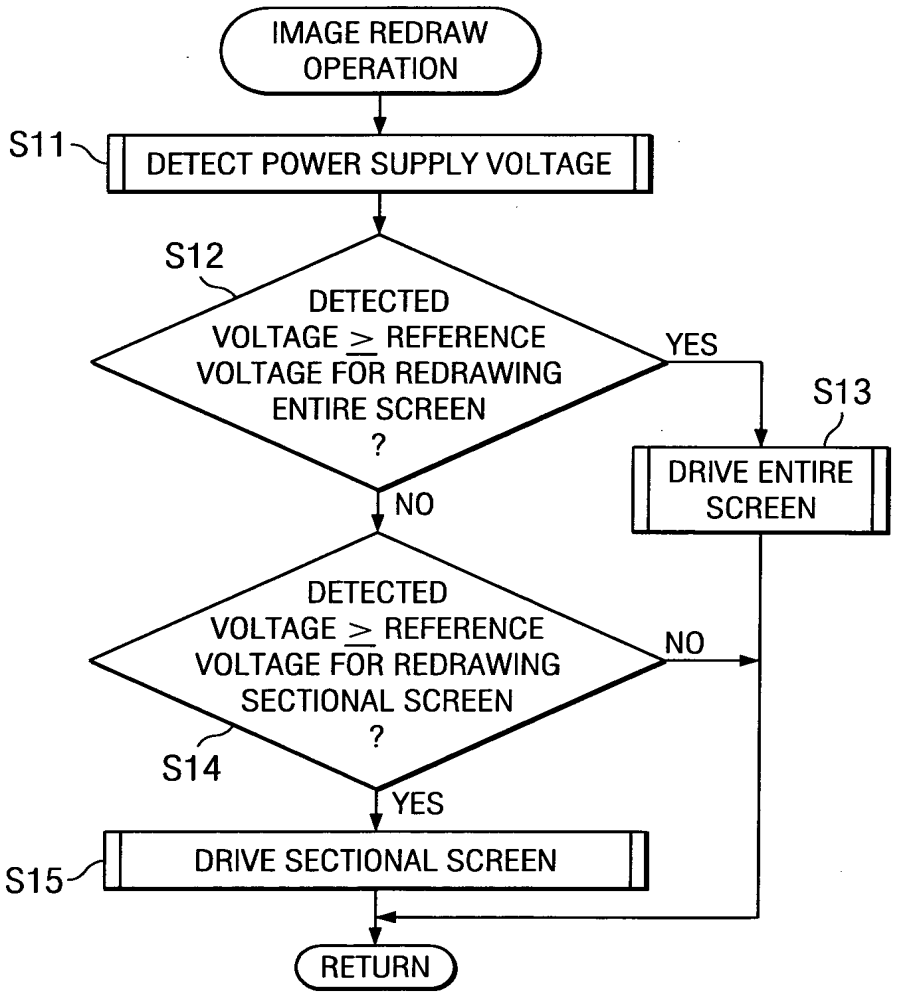 IMAGE REDRAW
OPERATION
S11
DETECT POWER SUPPLY VOLTAGE
S12
DETECTED
VOLTAGE ≥ REFERENCE
VOLTAGE FOR REDRAWING
ENTIRE SCREEN
?
YES
S13
DRIVE ENTIRE
SCREEN
NO
DETECTED
VOLTAGE ≥ REFERENCE
VOLTAGE FOR REDRAWING
SECTIONAL SCREEN
?
NO
S14
YES
DRIVE SECTIONAL SCREEN
S15
RETURN